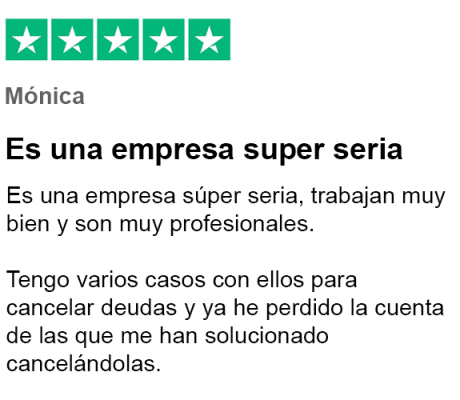 Mónica
Es una empresa super seria
Es una empresa súper seria, trabajan muy
bien y son muy profesionales.
Tengo varios casos con ellos para
cancelar deudas y ya he perdido la cuenta
de las que me han solucionado
cancelándolas.